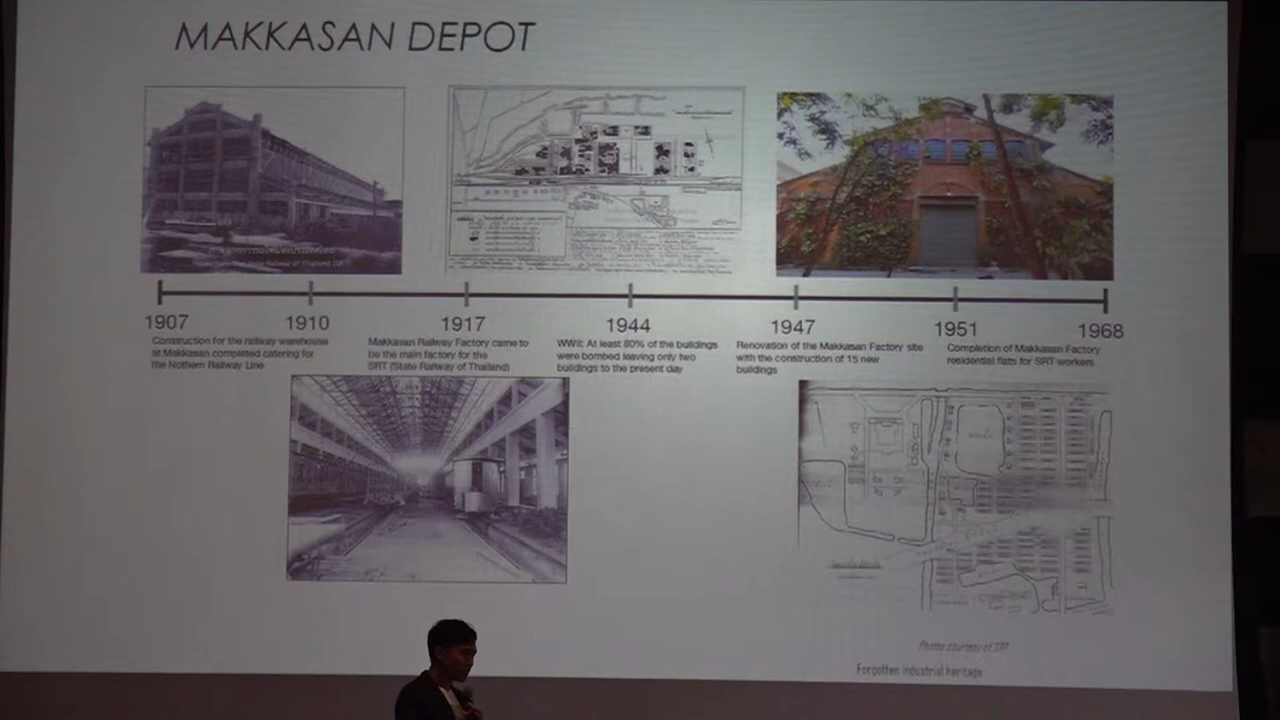 MAKKASAN DEPOT
1907
1910
1917
1944
1947
1951
1968
Construction for the railway warehouse
at Makkasan completed catering for
the Nothern Railway Line
Makkasan Railway Factory came to
be the main factory for the
SRT (State Railway of Thailand)
WWII: At least 80% of the buildings
were bombed leaving only two
buildings to the present day
Renovation of the Makkasan Factory site
with the construction of 15 new
buildings
Completion of Makkasan Factory
residential flats for SRT workers
Photos courtesy of SRT
Forgotten industrial heritage